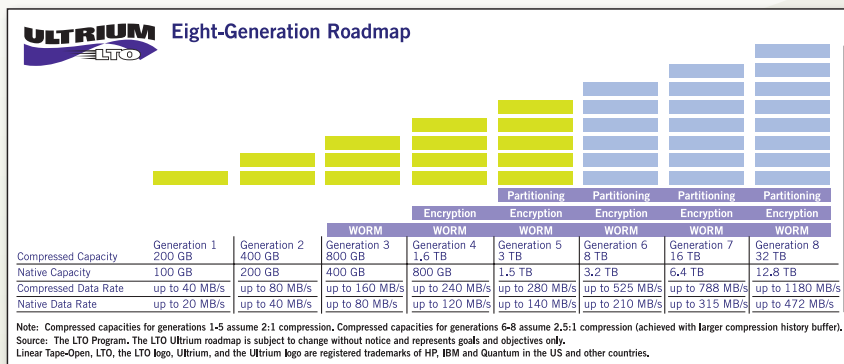 ULTRIUM
LTO
Eight-Generation Roadmap
Partitioning Partitioning Partitioning Partitioning
Encryption Encryption Encryption Encryption Encryption
WORM WORM WORM WORM WORM WORM
Generation 1 Generation 2 Generation 3 Generation 4 Generation 5 Generation 6 Generation 7 Generation 8
Compressed Capacity 200 GB 400 GB 800 GB 1.6 TB 3 TB 8 TB 16 TB 32 TB
Native Capacity 100 GB 200 GB 400 GB 800 GB 1.5 TB 3.2 TB 6.4 TB 12.8 TB
Compressed Data Rate up to 40 MB/s up to 80 MB/s up to 160 MB/s up to 240 MB/s up to 280 MB/s up to 525 MB/s up to 788 MB/s up to 1180 MB/s
Native Data Rate up to 20 MB/s up to 40 MB/s up to 80 MB/s up to 120 MB/s up to 140 MB/s up to 210 MB/s up to 315 MB/s up to 472 MB/s
Note: Compressed capacities for generations 1-5 assume 2:1 compression. Compressed capacities for generations 6-8 assume 2.5:1 compression (achieved with larger compression history buffer).
Source: The LTO Program. The LTO Ultrium roadmap is subject to change without notice and represents goals and objectives only.
Linear Tape-Open, LTO, the LTO logo, Ultrium, and the Ultrium logo are registered trademarks of HP, IBM and Quantum in the US and other countries.